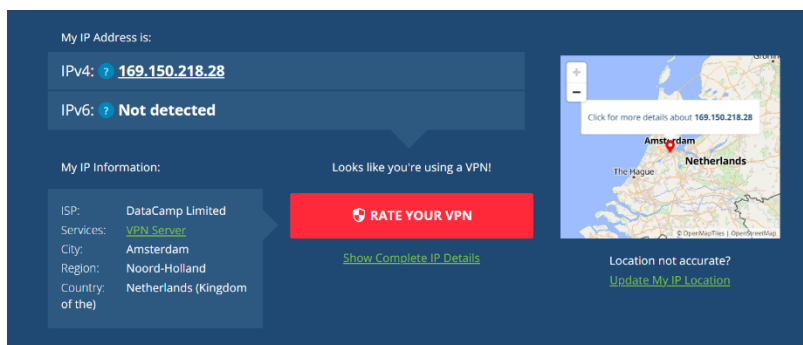 My IP Address is:
IPv4: ? 169.150.218.28
IPv6: ? Not detected
My IP Information:
ISP: DataCamp Limited
Services: VPN Server
City: Amsterdam
Region: Noord-Holland
Country: Netherlands (Kingdom
of the)
Looks like you're using a VPN!
RATE YOUR VPN
Show Complete IP Details
+
−
Click for more details about 169.150.218.28
Amsterdam
Netherlands
The Hague
© OpenMapTiles | OpenStreetMap
Location not accurate?
Update My IP Location